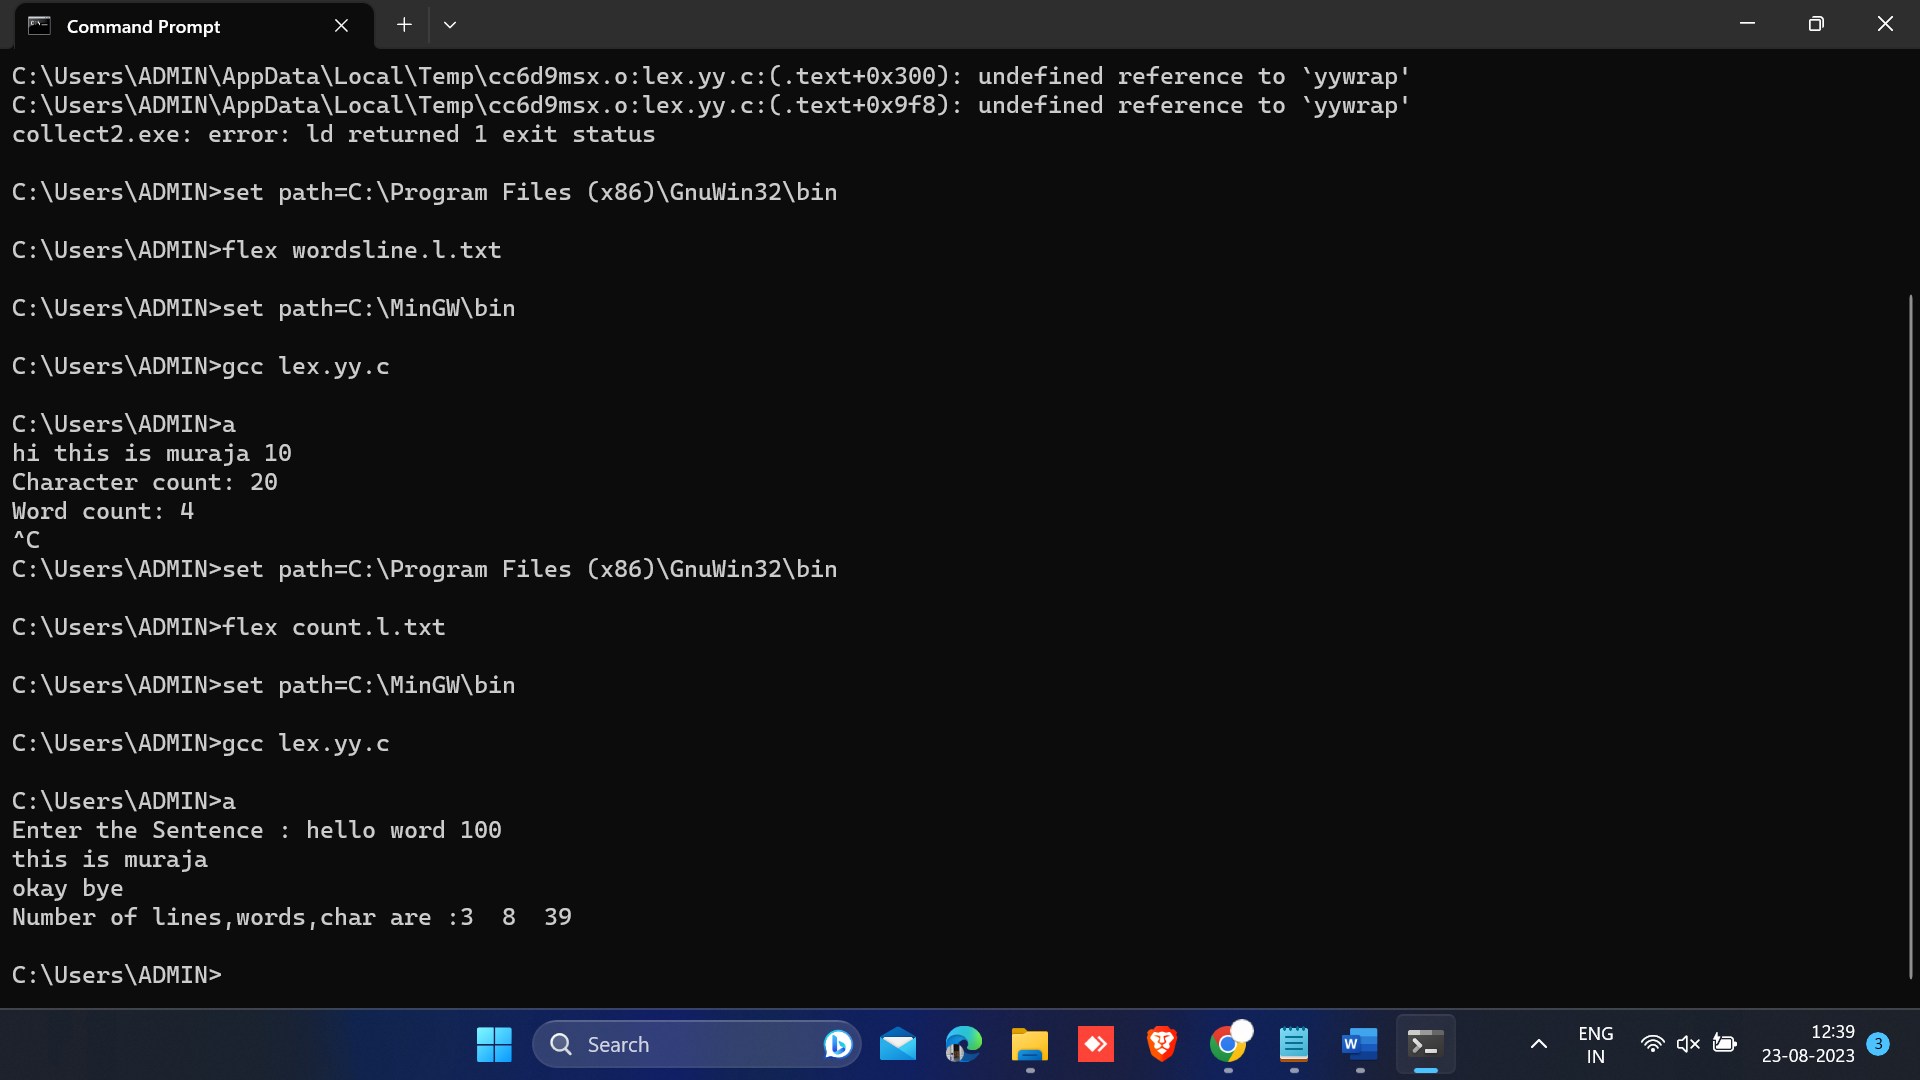 Command Prompt
C:\Users\ADMIN\AppData\Local\Temp\cc6d9msx.o:lex.yy.c:(.text+0x300): undefined reference to `yywrap'
C:\Users\ADMIN\AppData\Local\Temp\cc6d9msx.o:lex.yy.c:(.text+0x9f8): undefined reference to `yywrap'
collect2.exe: error: ld returned 1 exit status
C:\Users\ADMIN>set path=C:\Program Files (x86)\GnuWin32\bin
C:\Users\ADMIN>flex wordsline.l.txt
C:\Users\ADMIN>set path=C:\MinGW\bin
C:\Users\ADMIN>gcc lex.yy.c
C:\Users\ADMIN>a
hi this is muraja 10
Character count: 20
Word count: 4
^C
C:\Users\ADMIN>set path=C:\Program Files (x86)\GnuWin32\bin
C:\Users\ADMIN>flex count.l.txt
C:\Users\ADMIN>set path=C:\MinGW\bin
C:\Users\ADMIN>gcc lex.yy.c
C:\Users\ADMIN>a
Enter the Sentence : hello word 100
this is muraja
okay bye
Number of lines,words,char are :3  8  39
C:\Users\ADMIN>
Search
ENG
IN
12:39
23-08-2023
3